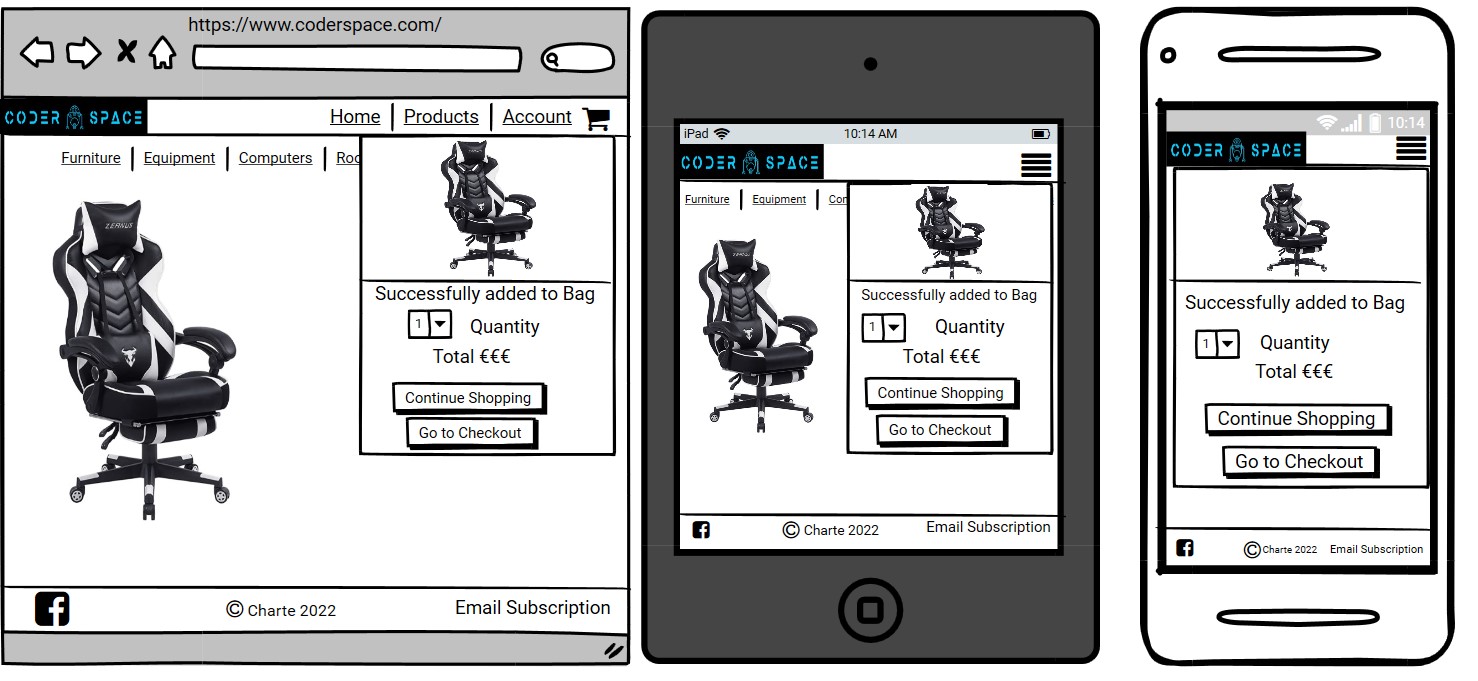 https://www.coderspace.com/
CODER SPACE
Home Products Account
Furniture Equipment Computers Roo
ZERNUS
ZERNUS
Successfully added to Bag
1 Quantity
Total €€€
Continue Shopping
Go to Checkout
© Charte 2022 Email Subscription
iPad 10:14 AM
CODER SPACE
Furniture Equipment Con
Successfully added to Bag
1 Quantity
Total €€€
Continue Shopping
Go to Checkout
© Charte 2022 Email Subscription
10:14
CODER SPACE
Successfully added to Bag
1 Quantity
Total €€€
Continue Shopping
Go to Checkout
© Charte 2022 Email Subscription